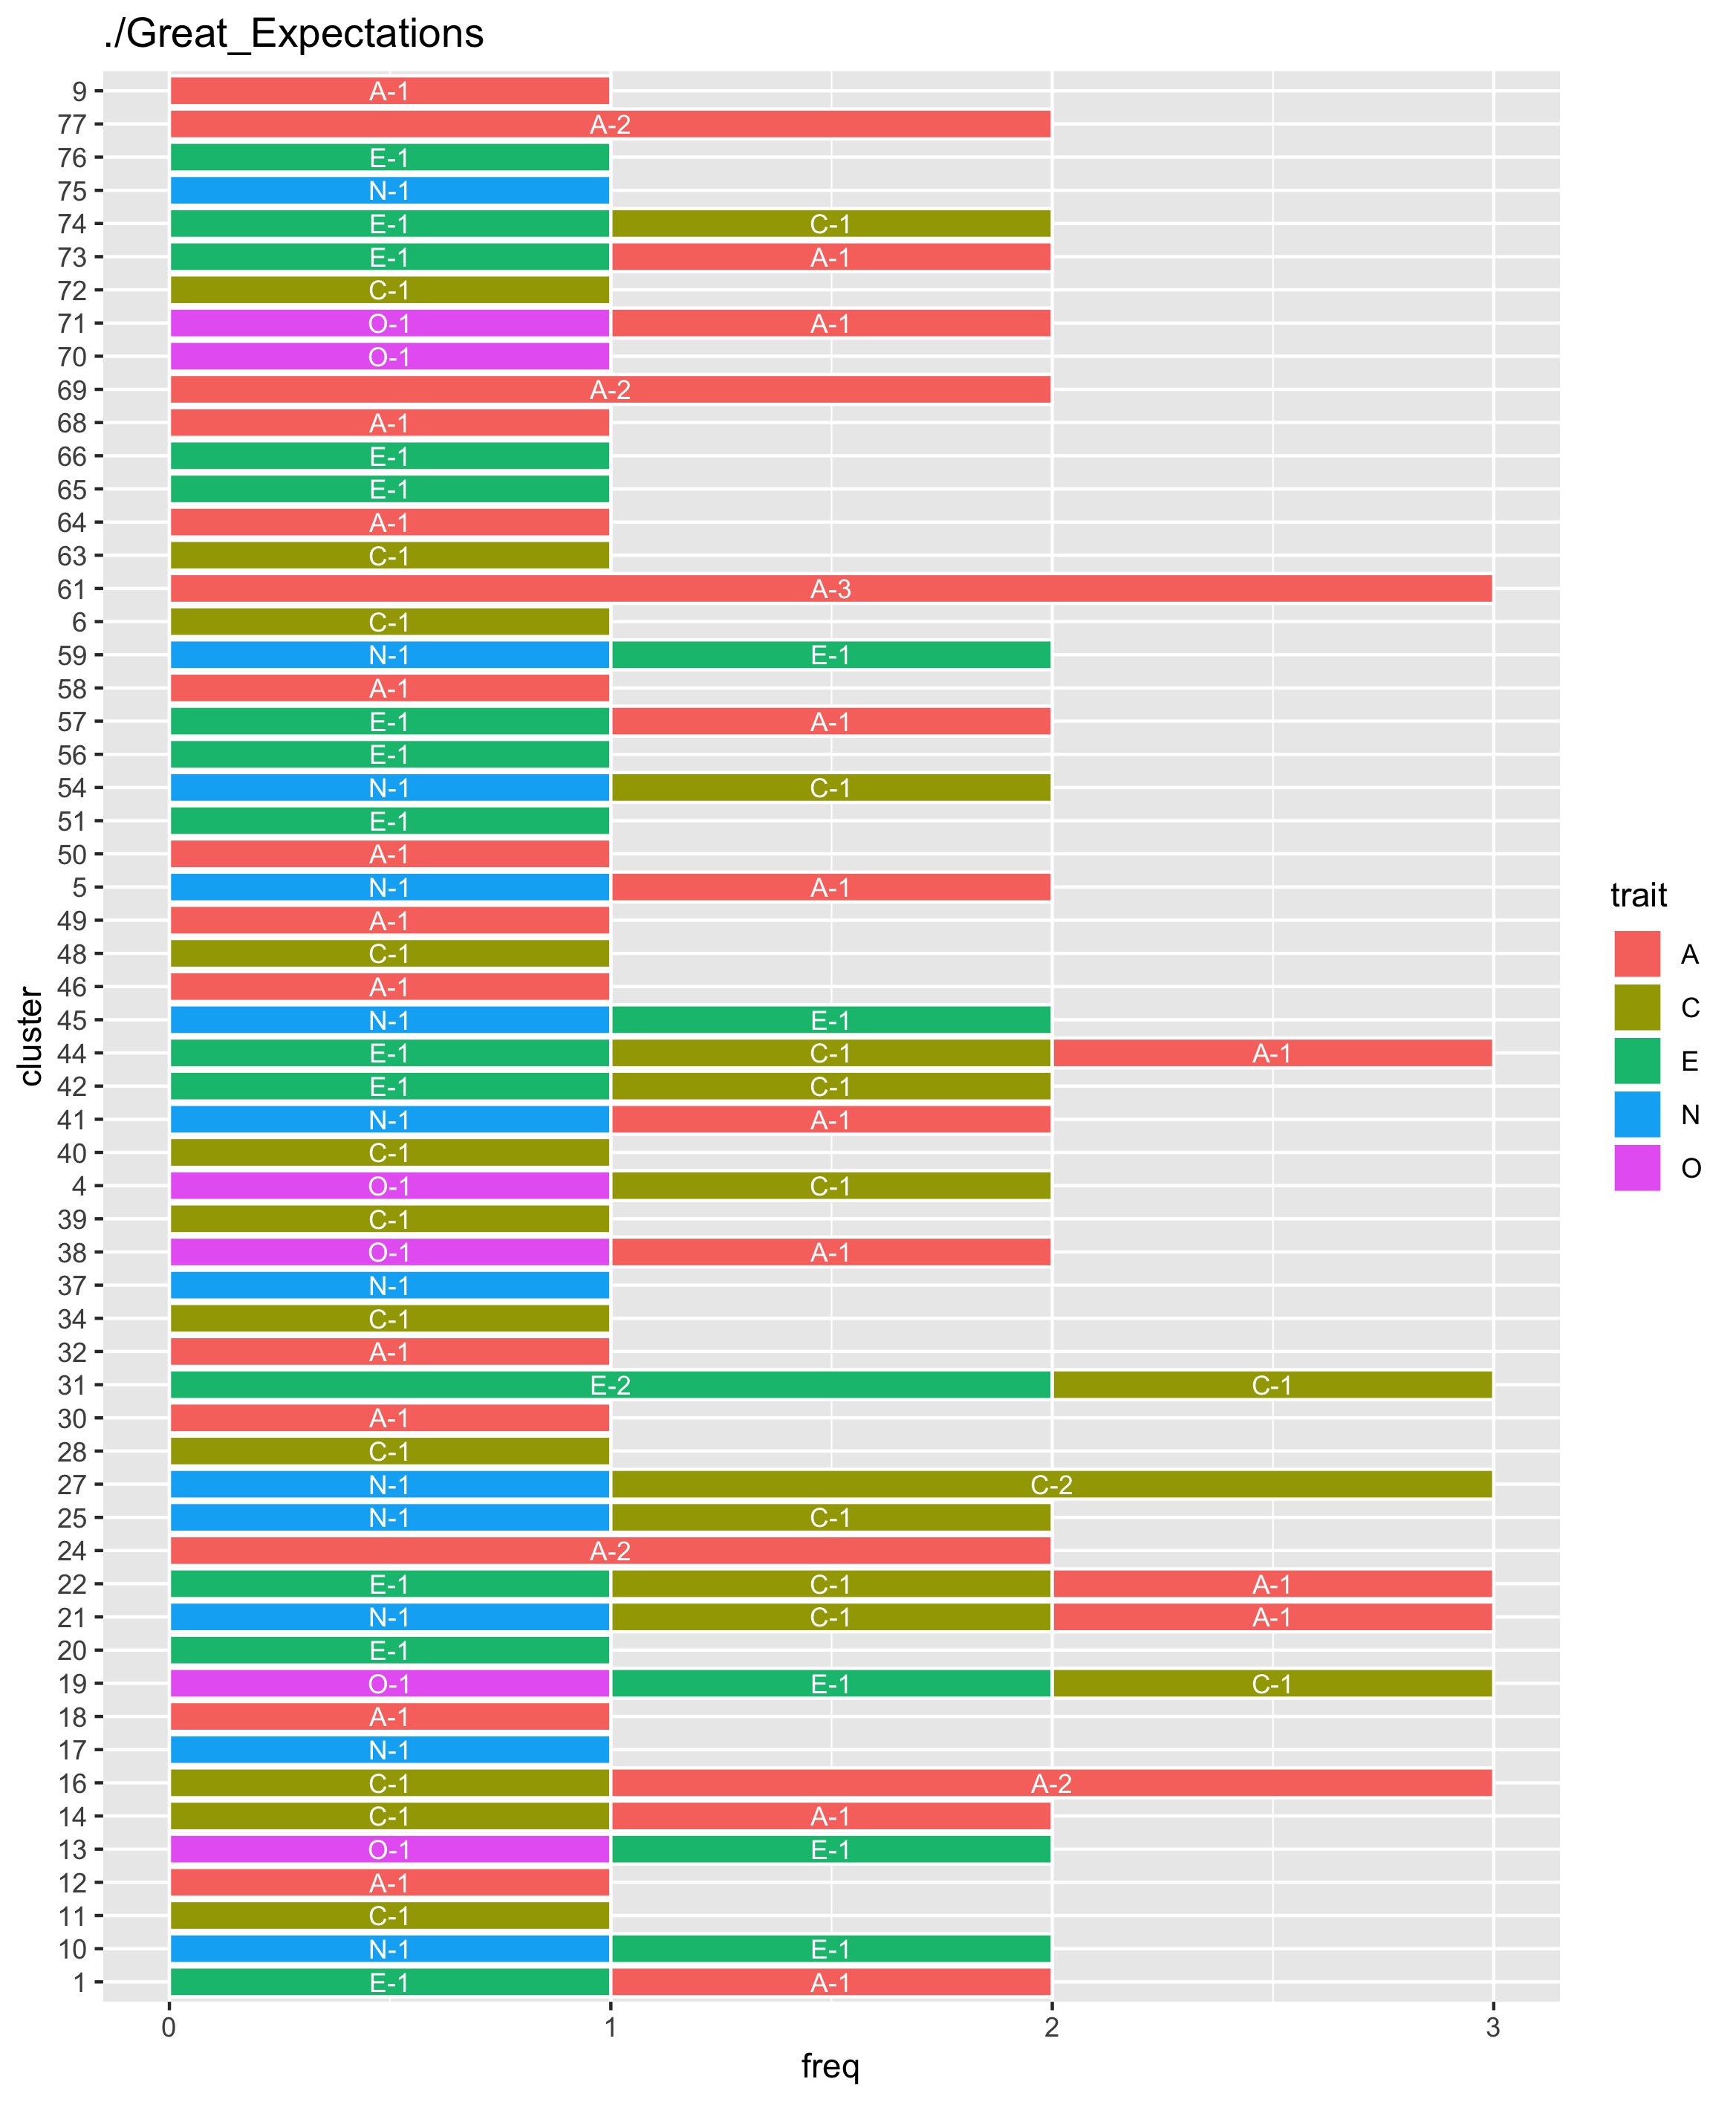 ./Great_Expectations
9 A-1
77 A-2
76 E-1
75 N-1
74 E-1 C-1
73 E-1 A-1
72 C-1
71 O-1 A-1
70 O-1
69 A-2
68 A-1
66 E-1
65 E-1
64 A-1
63 C-1
61 A-3
6 C-1
59 N-1 E-1
58 A-1
57 E-1 A-1
56 E-1
54 N-1 C-1
51 E-1
50 A-1
5 N-1 A-1
49 A-1
48 C-1
46 A-1
45 N-1 E-1
44 E-1 C-1 A-1
42 E-1 C-1
41 N-1 A-1
40 C-1
4 O-1 C-1
39 C-1
38 O-1 A-1
37 N-1
34 C-1
32 A-1
31 E-2 C-1
30 A-1
28 C-1
27 N-1 C-2
25 N-1 C-1
24 A-2
22 E-1 C-1 A-1
21 N-1 C-1 A-1
20 E-1
19 O-1 E-1 C-1
18 A-1
17 N-1
16 C-1 A-2
14 C-1 A-1
13 O-1 E-1
12 A-1
11 C-1
10 N-1 E-1
1 E-1 A-1
0 1 2 3
freq
cluster
trait
A
C
E
N
O